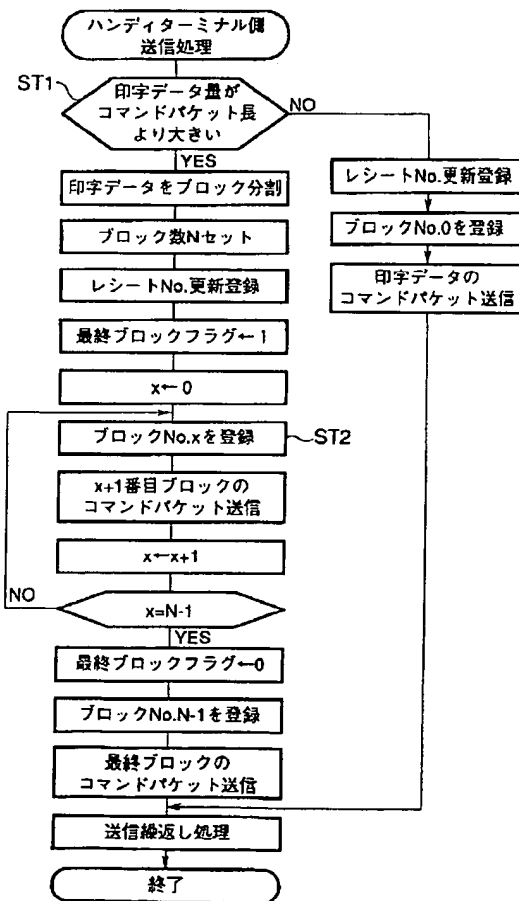 ハンディターミナル側
送信処理
ST1
印字データ量が
コマンドパケット長
より大きい
NO
YES
印字データをブロック分割
ブロック数Nセット
レシートNo.更新登録
最終ブロックフラグ←1
x←0
ブロックNo.xを登録
ST2
x+1番目ブロックの
コマンドパケット送信
x←x+1
NO
x=N-1
YES
最終ブロックフラグ←0
ブロックNo.N-1を登録
最終ブロックの
コマンドパケット送信
レシートNo.更新登録
ブロックNo.0を登録
印字データの
コマンドパケット送信
送信繰返し処理
終了